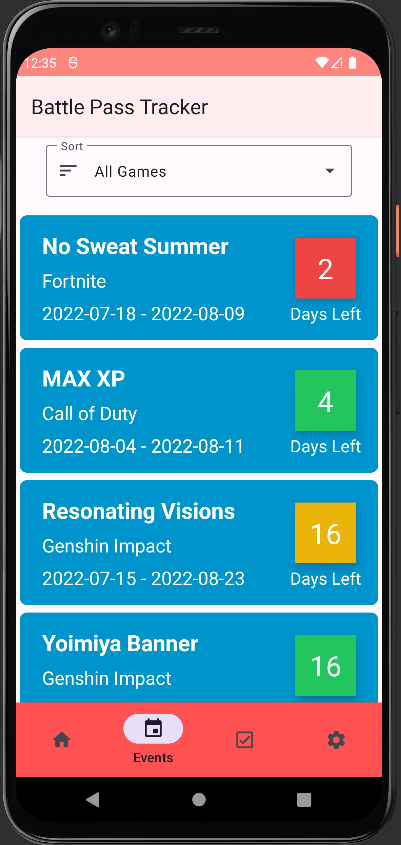 12:35
Battle Pass Tracker
Sort
All Games
No Sweat Summer
Fortnite
2022-07-18 - 2022-08-09
2
Days Left
MAX XP
Call of Duty
2022-08-04 - 2022-08-11
4
Days Left
Resonating Visions
Genshin Impact
2022-07-15 - 2022-08-23
16
Days Left
Yoimiya Banner
Genshin Impact
16
Events